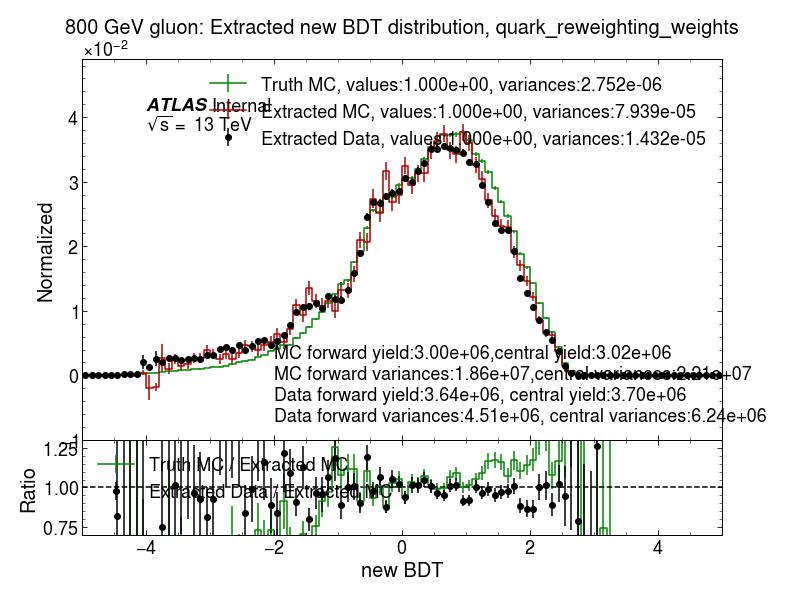 800 GeV gluon: Extracted new BDT distribution, quark_reweighting_weights
×10⁻²
Truth MC, values:1.000e+00, variances:2.752e-06
ATLAS Internal
Extracted MC, values:1.000e+00, variances:7.939e-05
√s = 13 TeV
Extracted Data, values:1.000e+00, variances:1.432e-05
4
3
2
1
0
−1
Normalized
MC forward yield:3.00e+06,central yield:3.02e+06
MC forward variances:1.86e+07,central variances:2.21e+07
Data forward yield:3.64e+06, central yield:3.70e+06
Data forward variances:4.51e+06, central variances:6.24e+06
1.25
1.00
0.75
Ratio
Truth MC / Extracted MC
Extracted Data / Extracted MC
−4 −2 0 2 4
new BDT